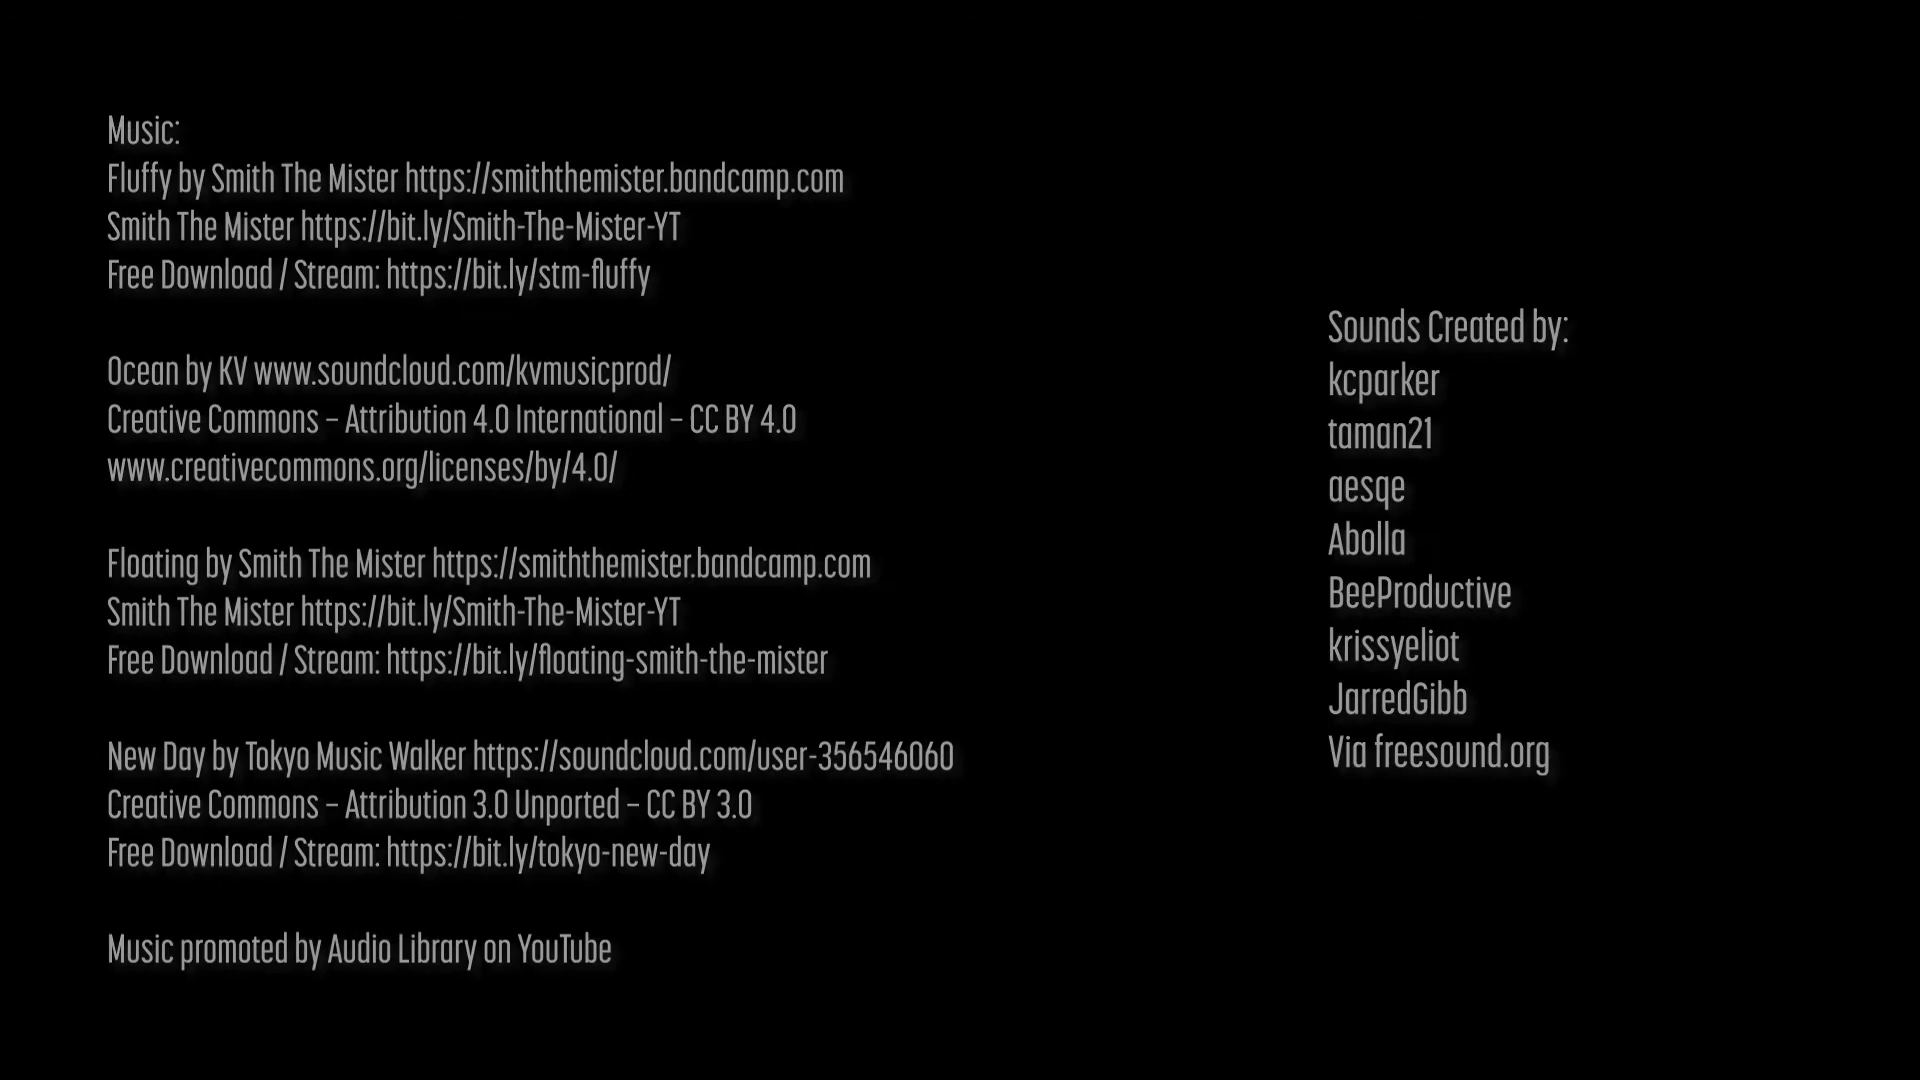 Music:
Fluffy by Smith The Mister https://smiththemister.bandcamp.com
Smith The Mister https://bit.ly/Smith-The-Mister-YT
Free Download / Stream: https://bit.ly/stm-fluffy
Ocean by KV www.soundcloud.com/kvmusicprod/
Creative Commons – Attribution 4.0 International – CC BY 4.0
www.creativecommons.org/licenses/by/4.0/
Floating by Smith The Mister https://smiththemister.bandcamp.com
Smith The Mister https://bit.ly/Smith-The-Mister-YT
Free Download / Stream: https://bit.ly/floating-smith-the-mister
New Day by Tokyo Music Walker https://soundcloud.com/user-356546060
Creative Commons – Attribution 3.0 Unported – CC BY 3.0
Free Download / Stream: https://bit.ly/tokyo-new-day
Music promoted by Audio Library on YouTube
Sounds Created by:
kcparker
taman21
aesqe
Abolla
BeeProductive
krissyeliot
JarredGibb
Via freesound.org